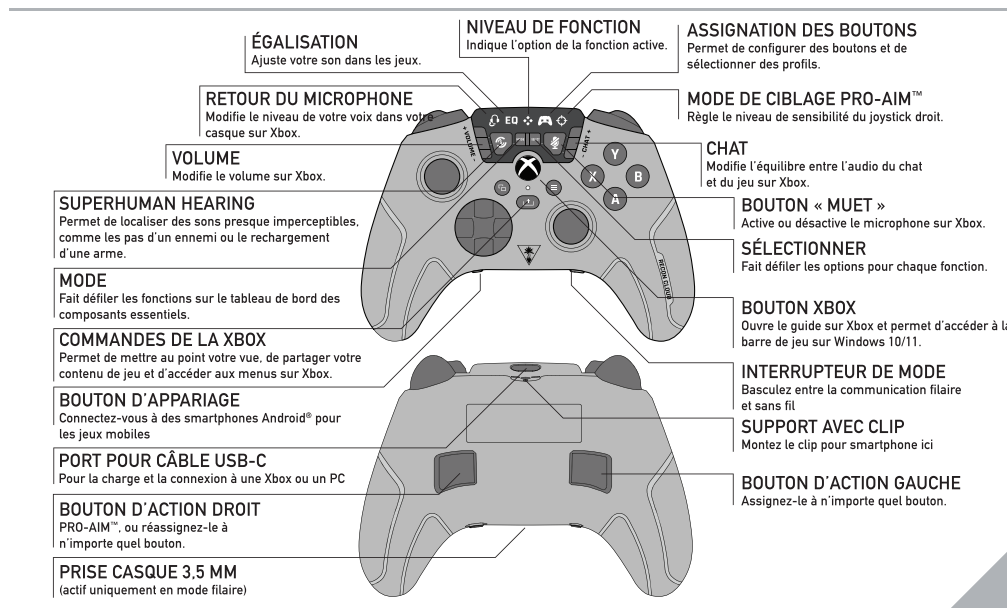 NIVEAU DE FONCTION
Indique l'option de la fonction active.
ASSIGNATION DES BOUTONS
Permet de configurer des boutons et de
sélectionner des profils.
ÉGALISATION
Ajuste votre son dans les jeux.
RETOUR DU MICROPHONE
Modifie le niveau de votre voix dans votre
casque sur Xbox.
MODE DE CIBLAGE PRO-AIM™
Règle le niveau de sensibilité du joystick droit.
VOLUME
Modifie le volume sur Xbox.
CHAT
Modifie l'équilibre entre l'audio du chat
et du jeu sur Xbox.
SUPERHUMAN HEARING
Permet de localiser des sons presque imperceptibles,
comme les pas d'un ennemi ou le rechargement
d'une arme.
BOUTON « MUET »
Active ou désactive le microphone sur Xbox.
SÉLECTIONNER
Fait défiler les options pour chaque fonction.
MODE
Fait défiler les fonctions sur le tableau de bord des
composants essentiels.
BOUTON XBOX
Ouvre le guide sur Xbox et permet d'accéder à la
barre de jeu sur Windows 10/11.
COMMANDES DE LA XBOX
Permet de mettre au point votre vue, de partager votre
contenu de jeu et d'accéder aux menus sur Xbox.
INTERRUPTEUR DE MODE
Basculez entre la communication filaire
et sans fil
BOUTON D'APPARIAGE
Connectez-vous à des smartphones Android® pour
les jeux mobiles
SUPPORT AVEC CLIP
Montez le clip pour smartphone ici
PORT POUR CÂBLE USB-C
Pour la charge et la connexion à une Xbox ou un PC
BOUTON D'ACTION GAUCHE
Assignez-le à n'importe quel bouton.
BOUTON D'ACTION DROIT
PRO-AIM™, ou réassignez-le à
n'importe quel bouton.
PRISE CASQUE 3,5 MM
(actif uniquement en mode filaire)
EQ
+ VOLUME -
- CHAT +
Y
X
B
A
RECON CLOUD